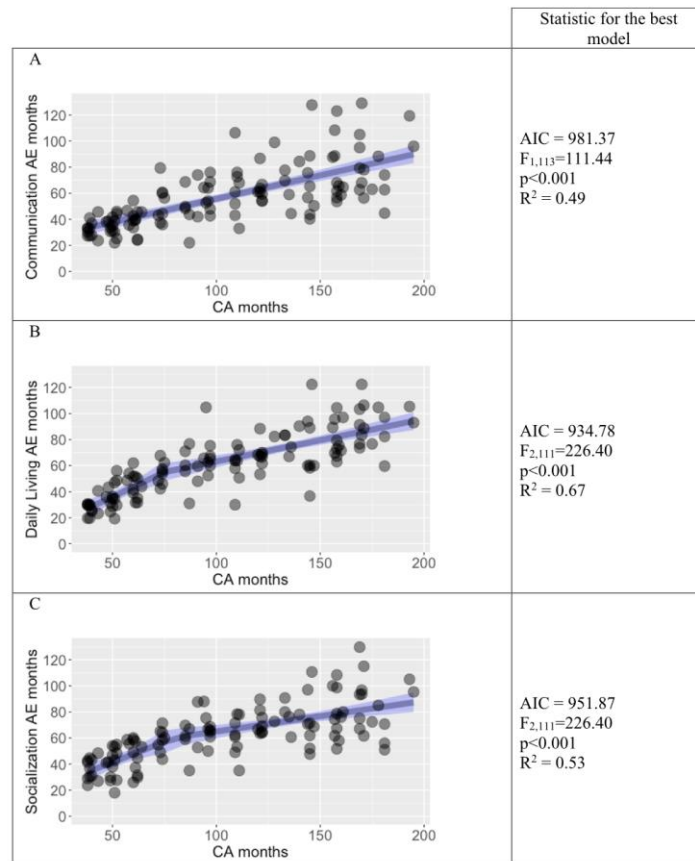 Statistic for the best
model
A
Communication AE months
120
100
80
60
40
20
0
50 100 150 200
CA months
AIC = 981.37
F1,113=111.44
p<0.001
R² = 0.49
B
Daily Living AE months
120
100
80
60
40
20
0
50 100 150 200
CA months
AIC = 934.78
F2,111=226.40
p<0.001
R² = 0.67
C
Socialization AE months
120
100
80
60
40
20
0
50 100 150 200
CA months
AIC = 951.87
F2,111=226.40
p<0.001
R² = 0.53